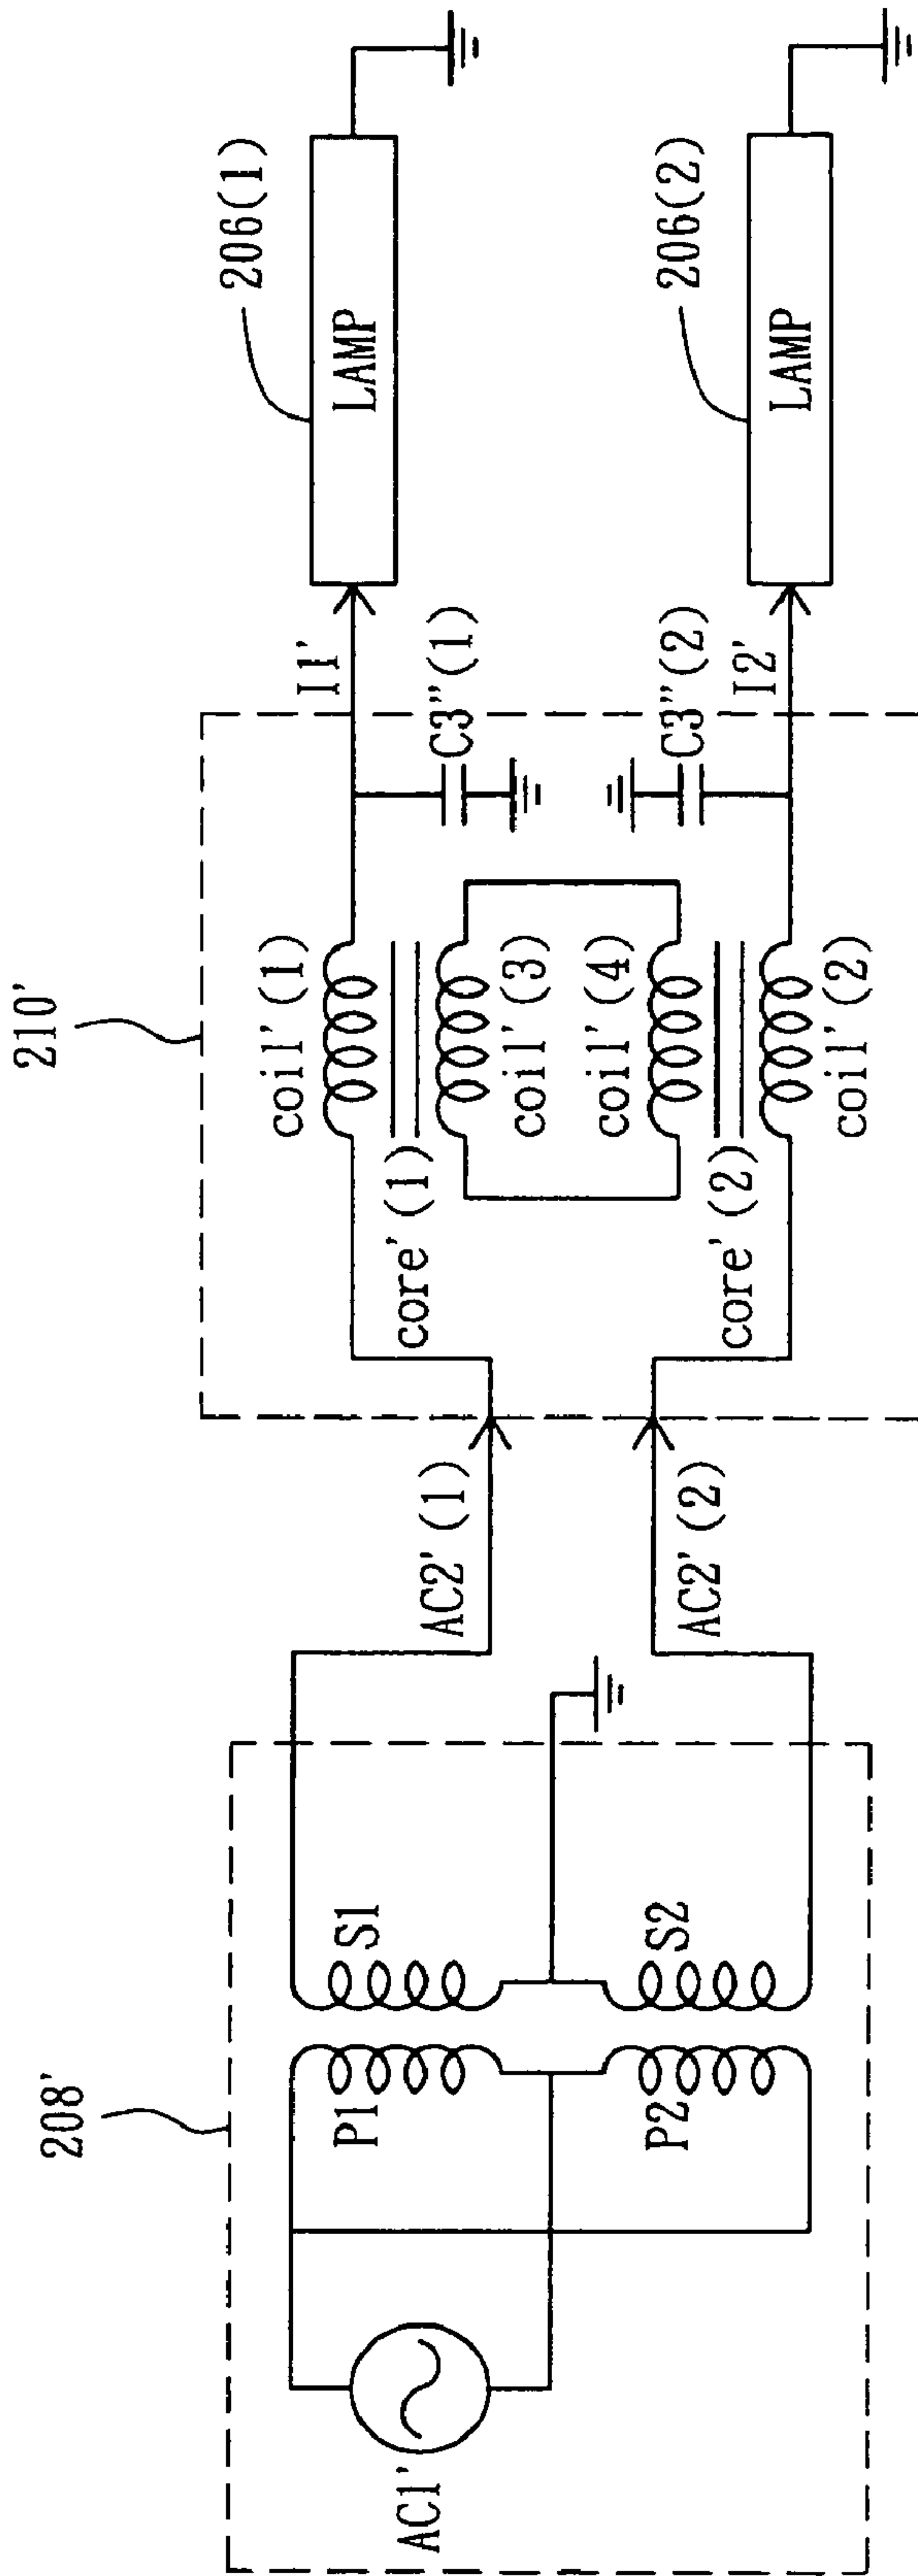 208'
AC1'
P1
S1
P2
S2
AC2'(1)
AC2'(2)
210'
coil'(1)
core'(1)
coil'(3)
coil'(4)
core'(2)
coil'(2)
C3"(1)
C3"(2)
I1'
I2'
206(1)
LAMP
206(2)
LAMP